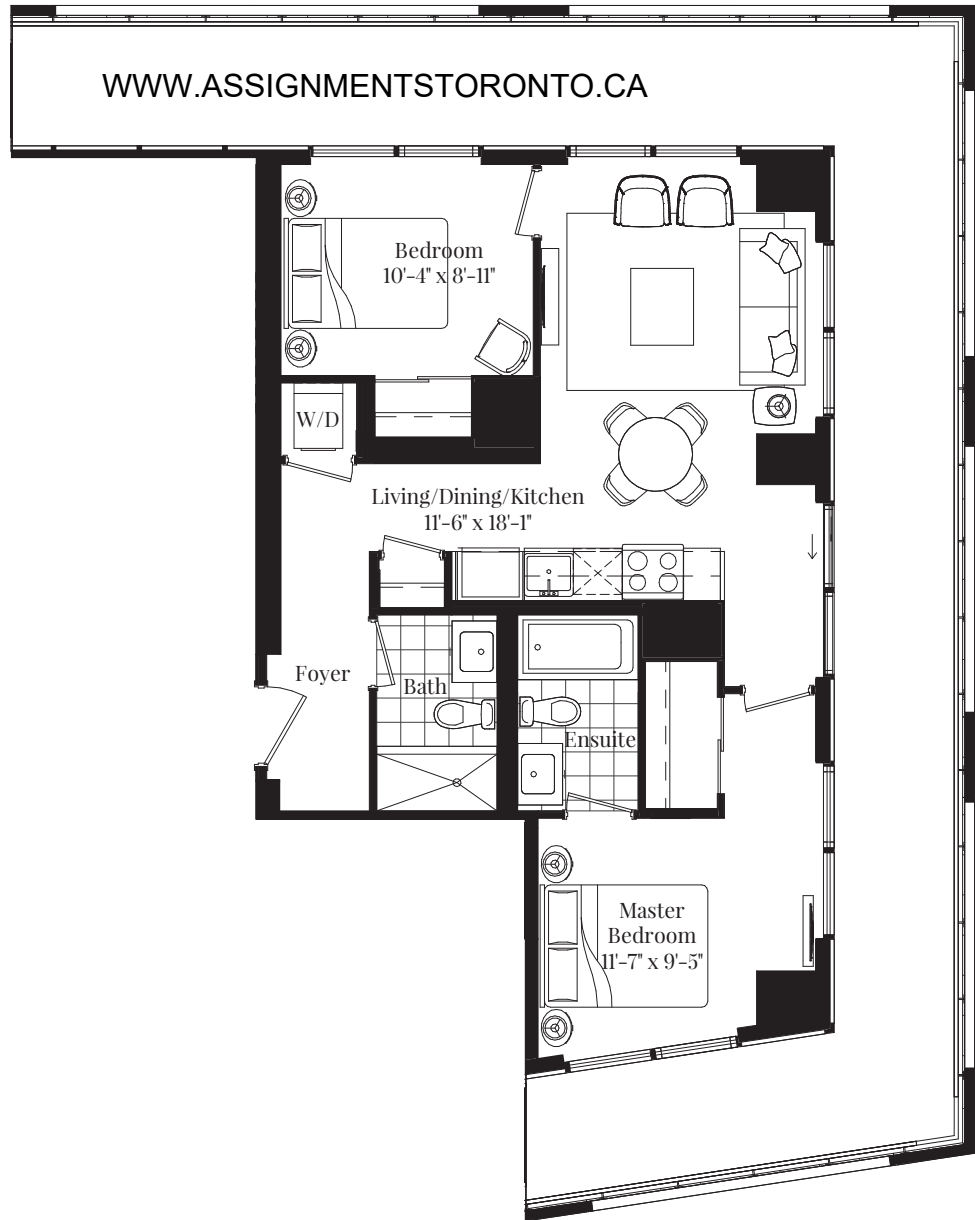 WWW.ASSIGNMENTSTORONTO.CA
Bedroom
10'-4" x 8'-11"
W/D
Living/Dining/Kitchen
11'-6" x 18'-1"
Foyer
Bath
Ensuite
Master
Bedroom
11'-7" x 9'-5"